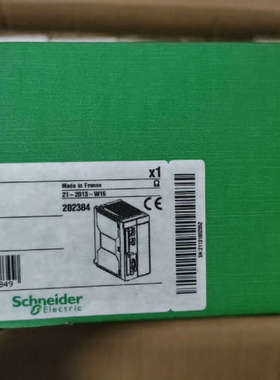 x1
Made in France
21-2013-W16
202384
CE
849
Schneider
Electric